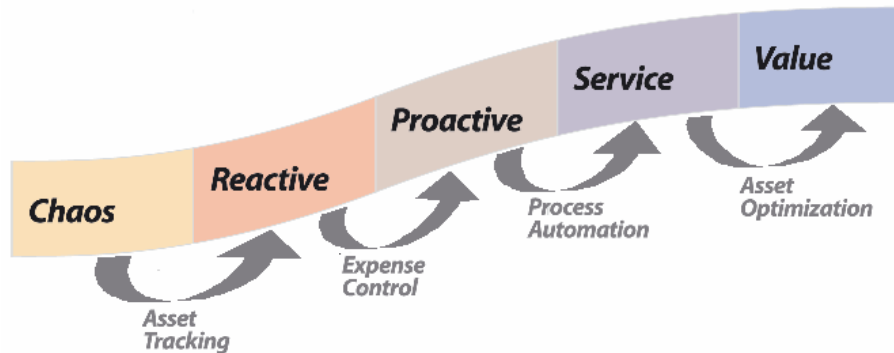 Chaos
Reactive
Proactive
Service
Value
Asset
Tracking
Expense
Control
Process
Automation
Asset
Optimization